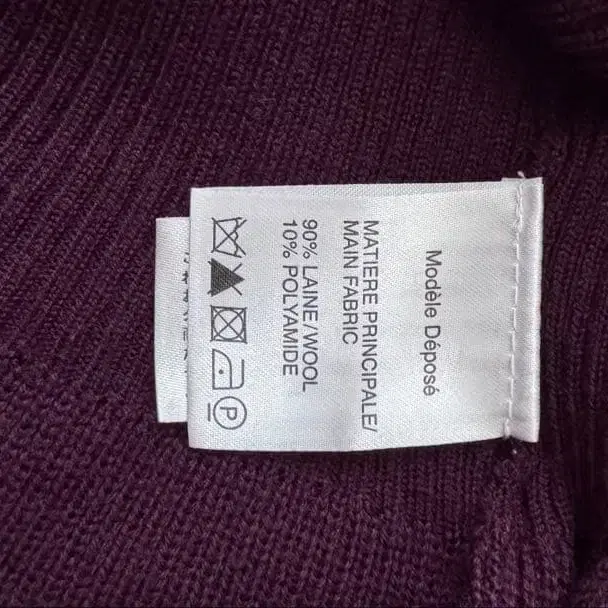 Modèle Déposé
MATIERE PRINCIPALE/
MAIN FABRIC
90% LAINE/WOOL
10% POLYAMIDE
P